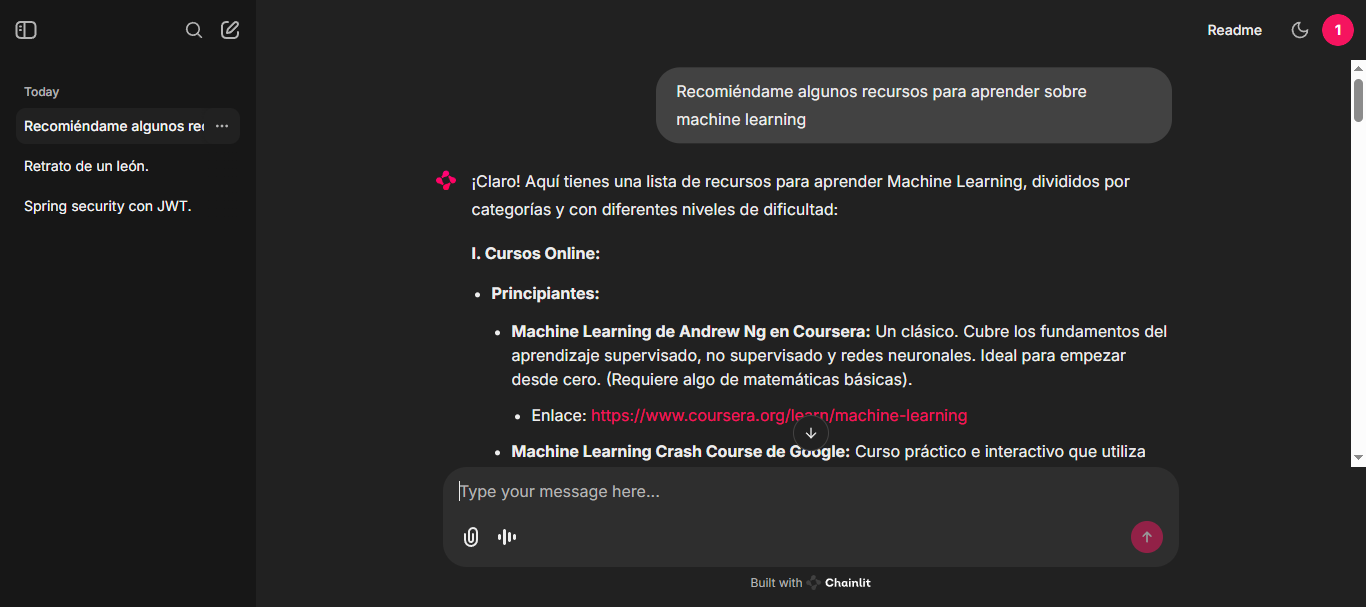 Readme
1
Today
Recomiéndame algunos rec
Retrato de un león.
Spring security con JWT.
Recomiéndame algunos recursos para aprender sobre
machine learning
¡Claro! Aquí tienes una lista de recursos para aprender Machine Learning, divididos por
categorías y con diferentes niveles de dificultad:
I. Cursos Online:
• Principiantes:
• Machine Learning de Andrew Ng en Coursera: Un clásico. Cubre los fundamentos del
aprendizaje supervisado, no supervisado y redes neuronales. Ideal para empezar
desde cero. (Requiere algo de matemáticas básicas).
• Enlace: https://www.coursera.org/learn/machine-learning
• Machine Learning Crash Course de Google: Curso práctico e interactivo que utiliza
Type your message here...
Built with Chainlit